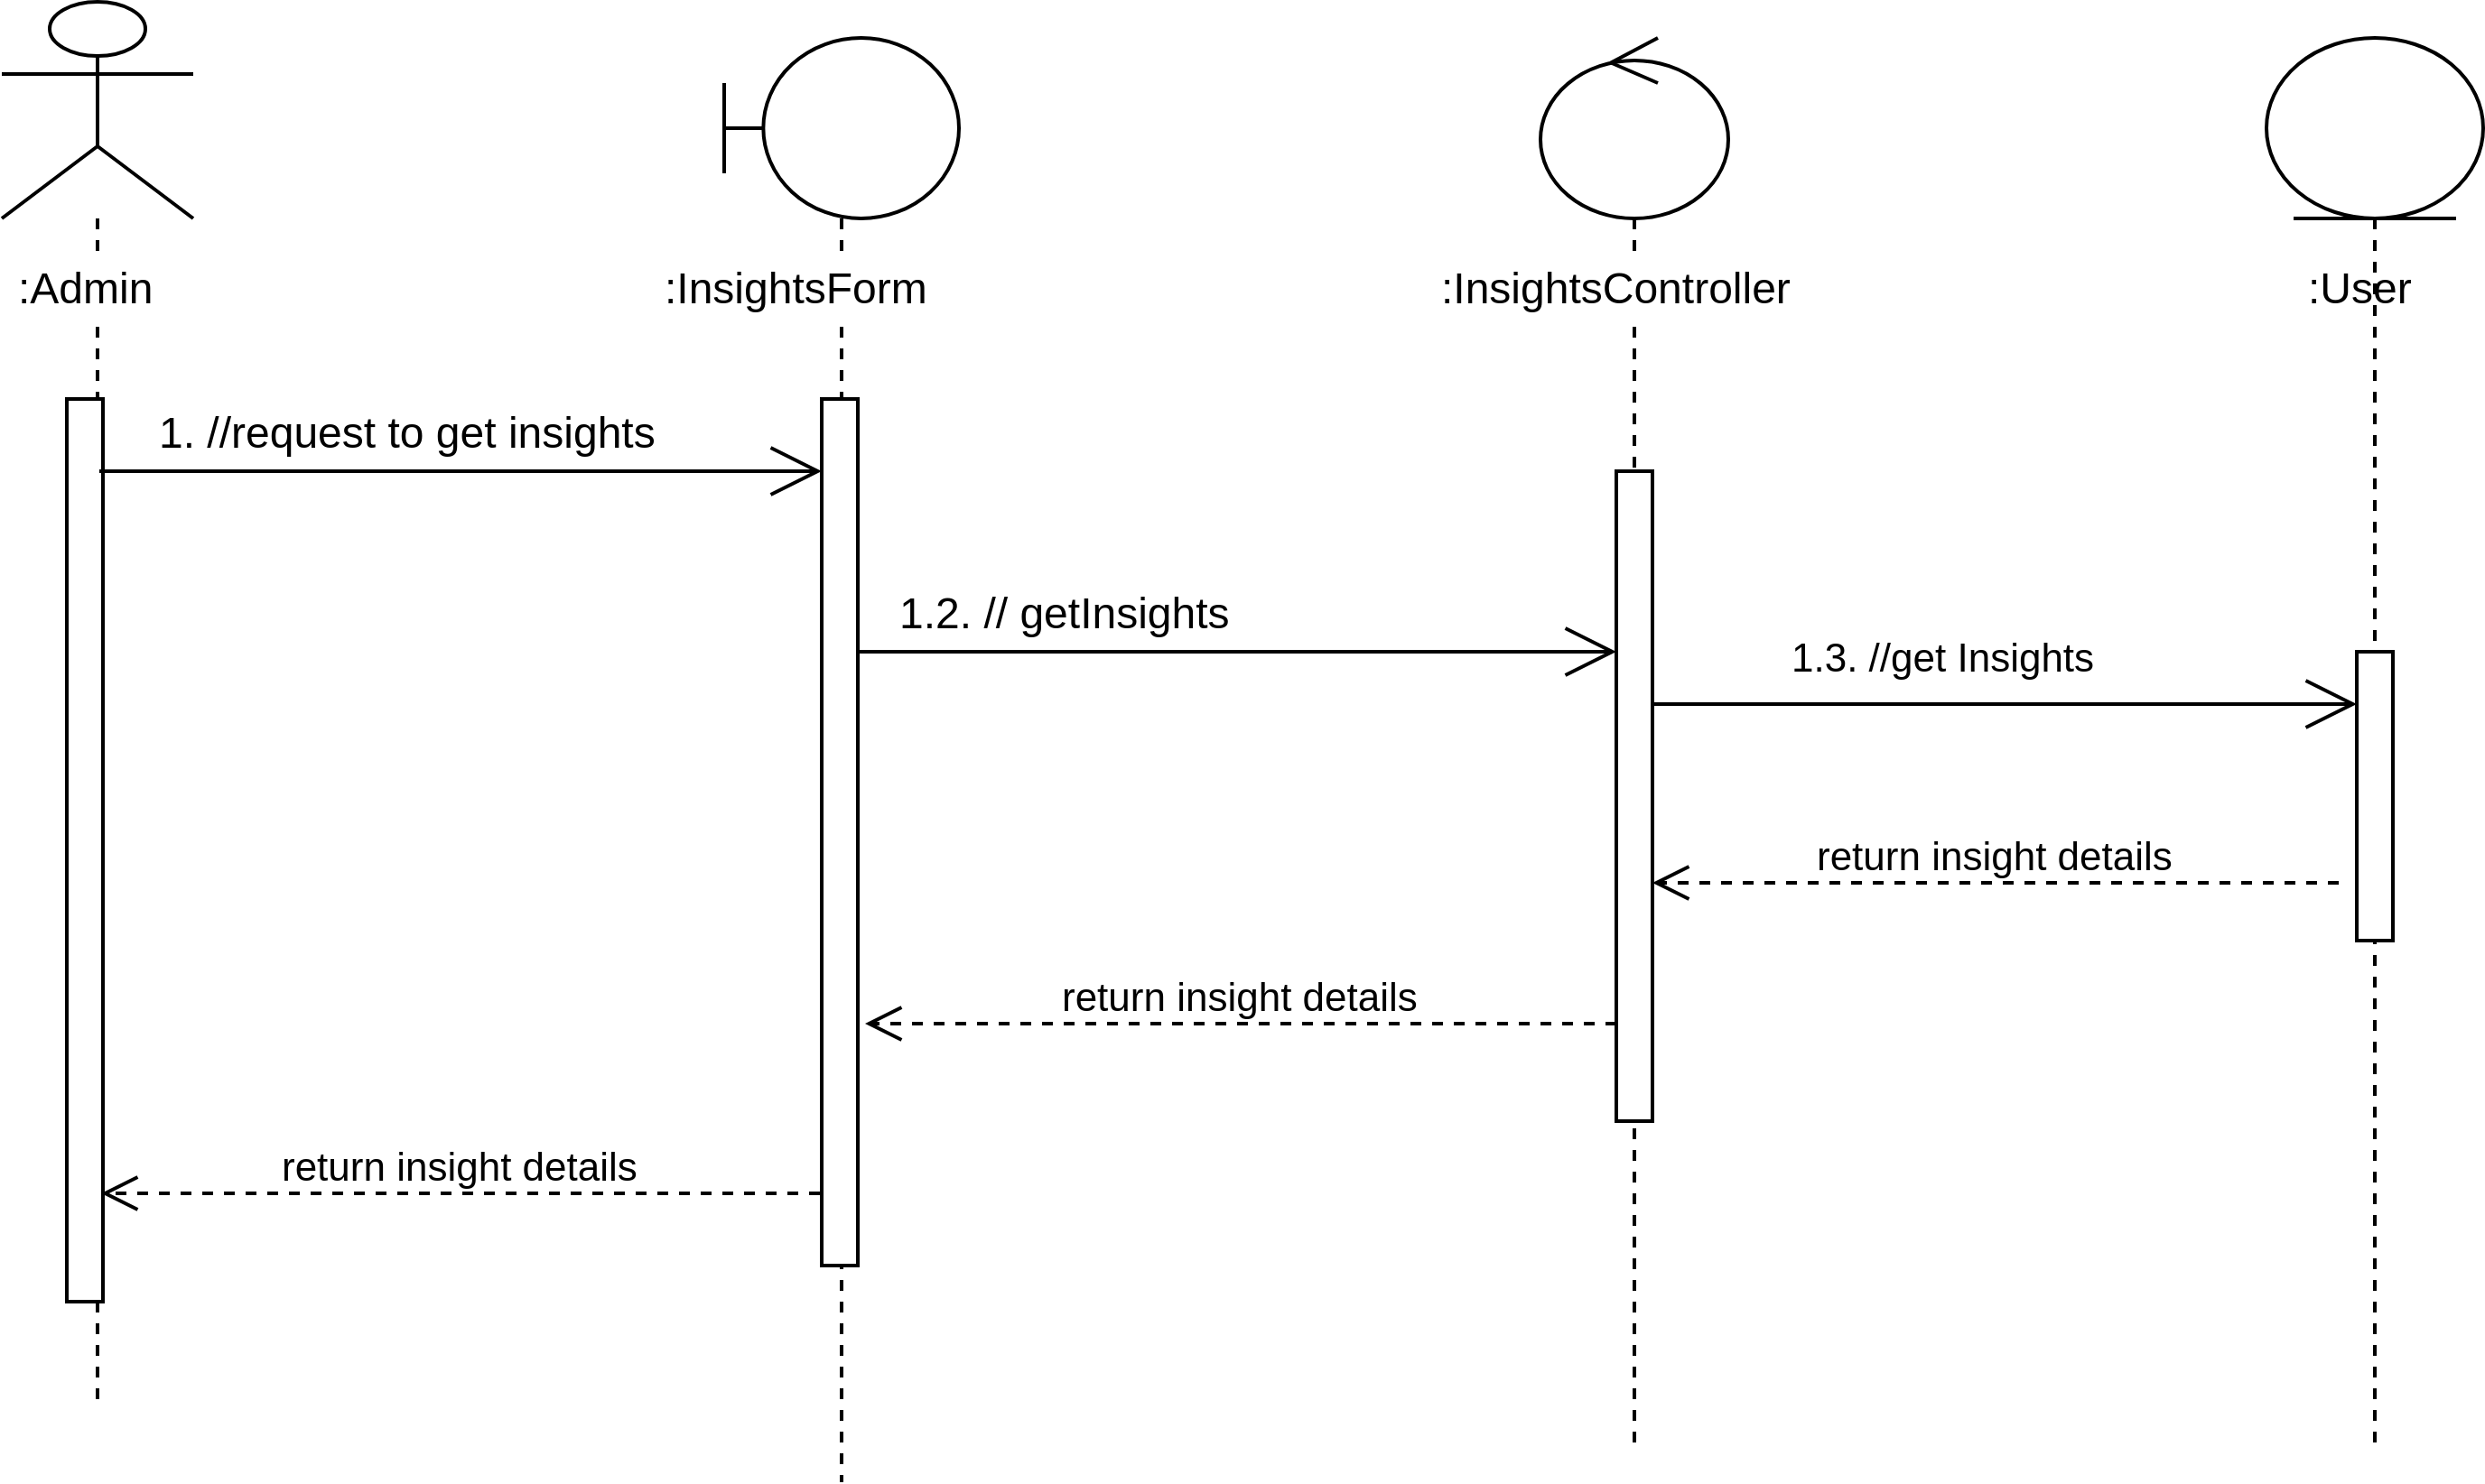 :Admin
:InsightsForm
:InsightsController
:User
1. //request to get insights
1.2. // getInsights
1.3. //get Insights
return insight details
return insight details
return insight details